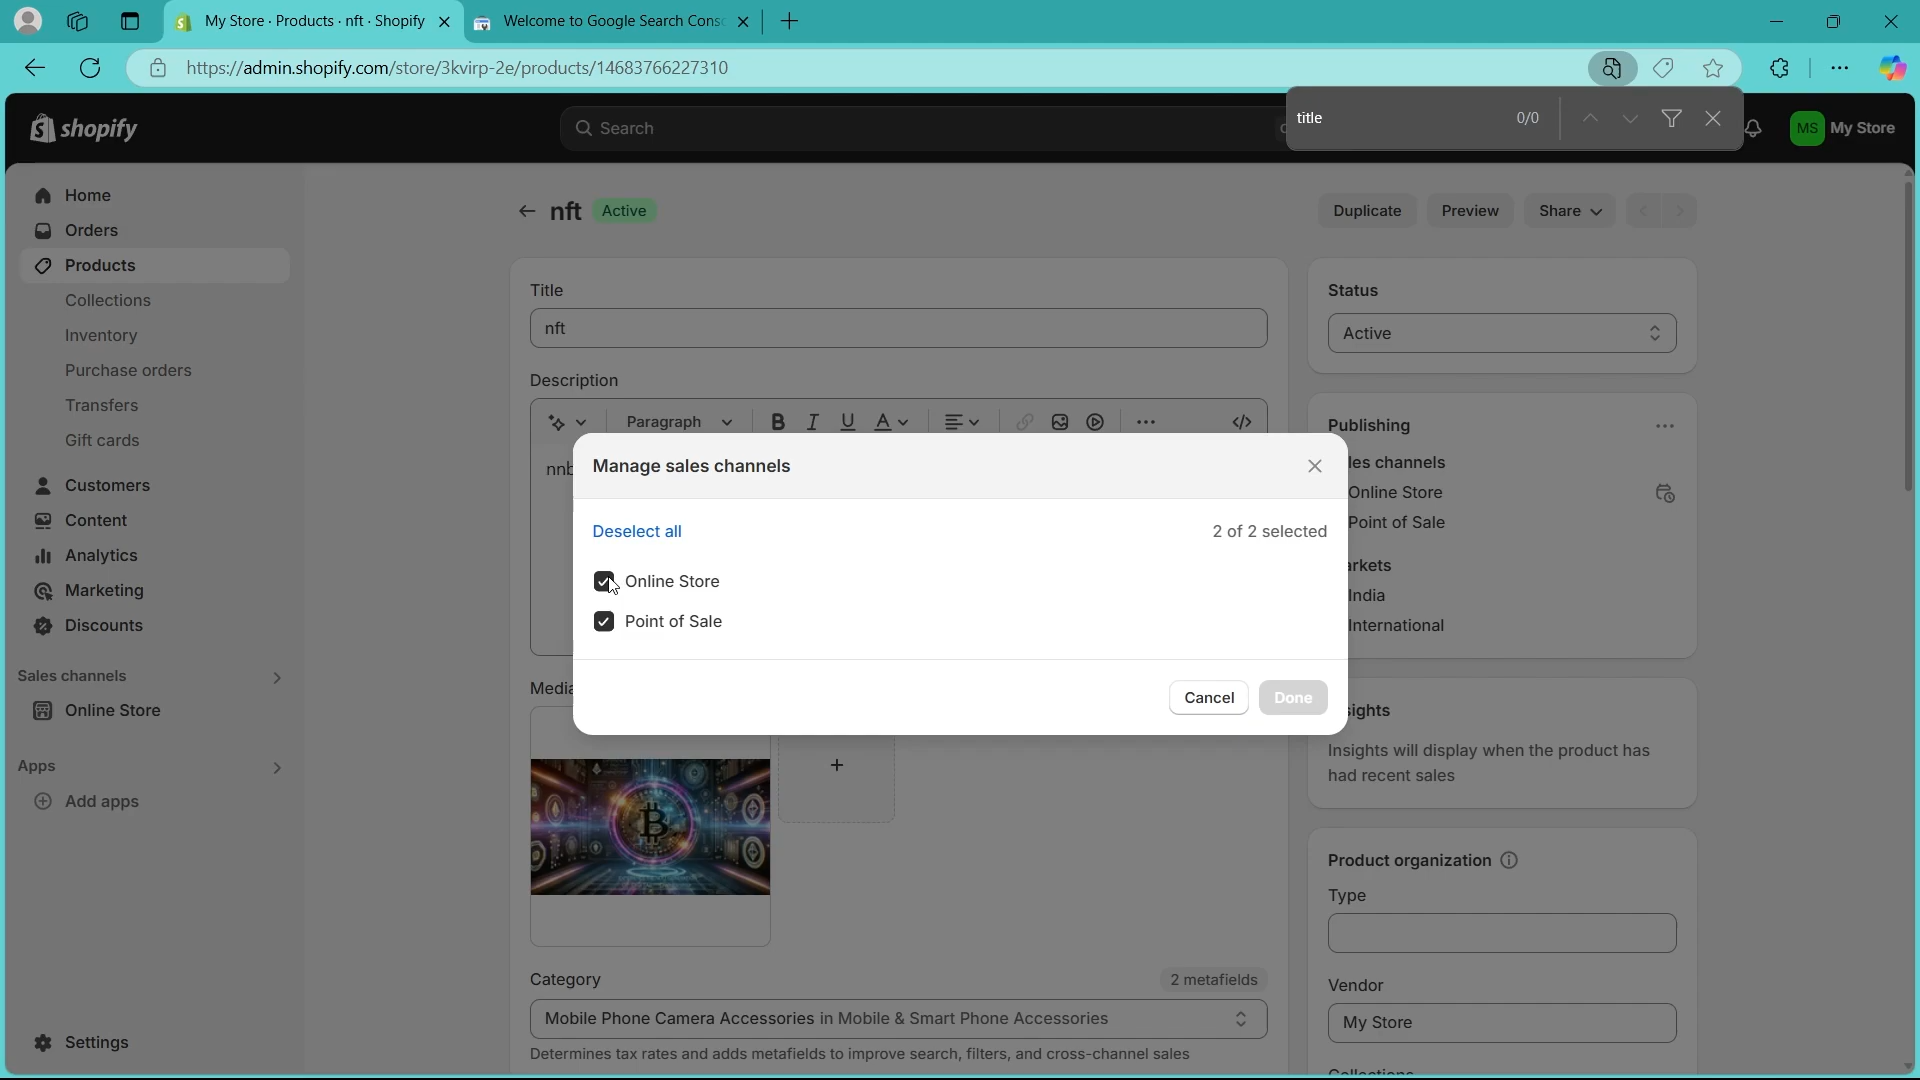 My Store · Products · nft · Shopify
Welcome to Google Search Cons
https://admin.shopify.com/store/3kvirp-2e/products/14683766227310
title
0/0
shopify
Search
MS
My Store
Home
Orders
Products
Collections
Inventory
Purchase orders
Transfers
Gift cards
Customers
Content
Analytics
Marketing
Discounts
Sales channels
Online Store
Apps
Add apps
Settings
nft
Active
Duplicate
Preview
Share
Title
nft
Description
Paragraph
B I U A
nnb
Manage sales channels
Deselect all
2 of 2 selected
Online Store
Point of Sale
Cancel
Done
Media
Category
2 metafields
Mobile Phone Camera Accessories in Mobile & Smart Phone Accessories
Determines tax rates and adds metafields to improve search, filters, and cross-channel sales
Status
Active
Publishing
les channels
Online Store
Point of Sale
rkets
India
International
sights
Insights will display when the product has
had recent sales
Product organization
Type
Vendor
My Store
Collections